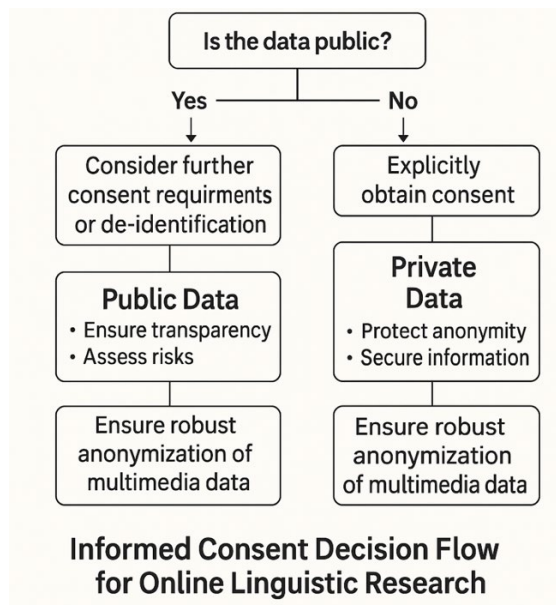 Is the data public?
Yes
No
Consider further
consent requirments
or de-identification
Explicitly
obtain consent
Public Data
• Ensure transparency
• Assess risks
Private
Data
• Protect anonymity
• Secure information
Ensure robust
anonymization of
multimedia data
Ensure robust
anonymization
of multimedia data
Informed Consent Decision Flow
for Online Linguistic Research